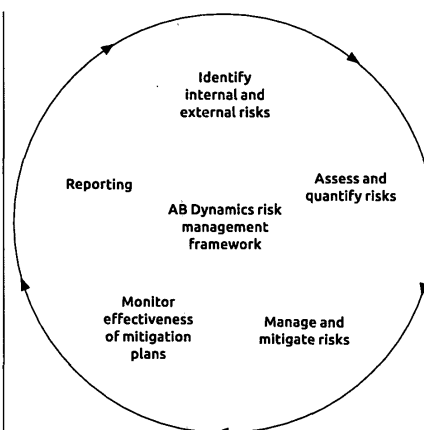 Identify
internal and
external risks
Assess and
quantify risks
Manage and
mitigate risks
Monitor
effectiveness
of mitigation
plans
Reporting
AB Dynamics risk
management
framework